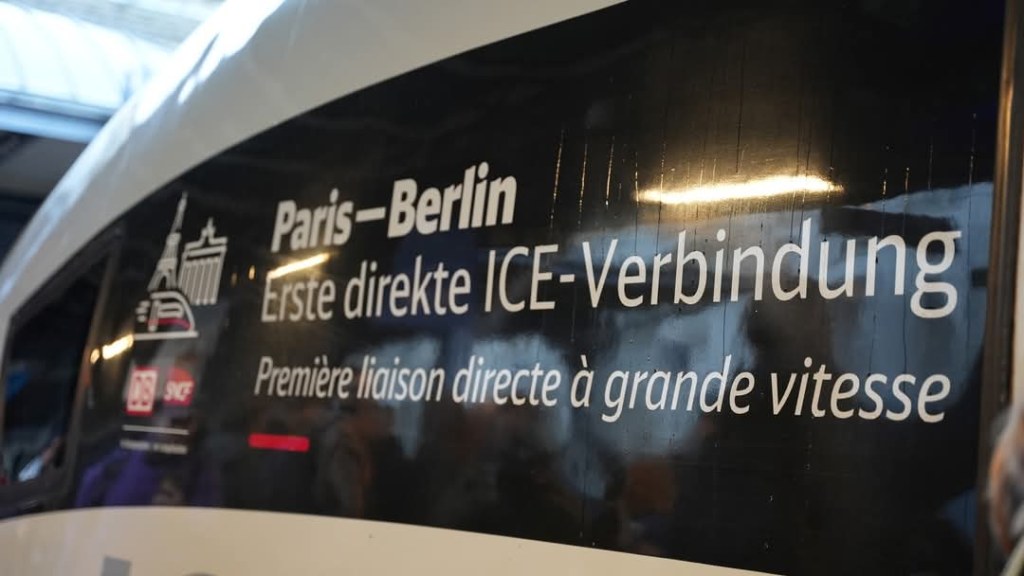 Paris–Berlin
Erste direkte ICE-Verbindung
Première liaison directe à grande vitesse
DB SNCF